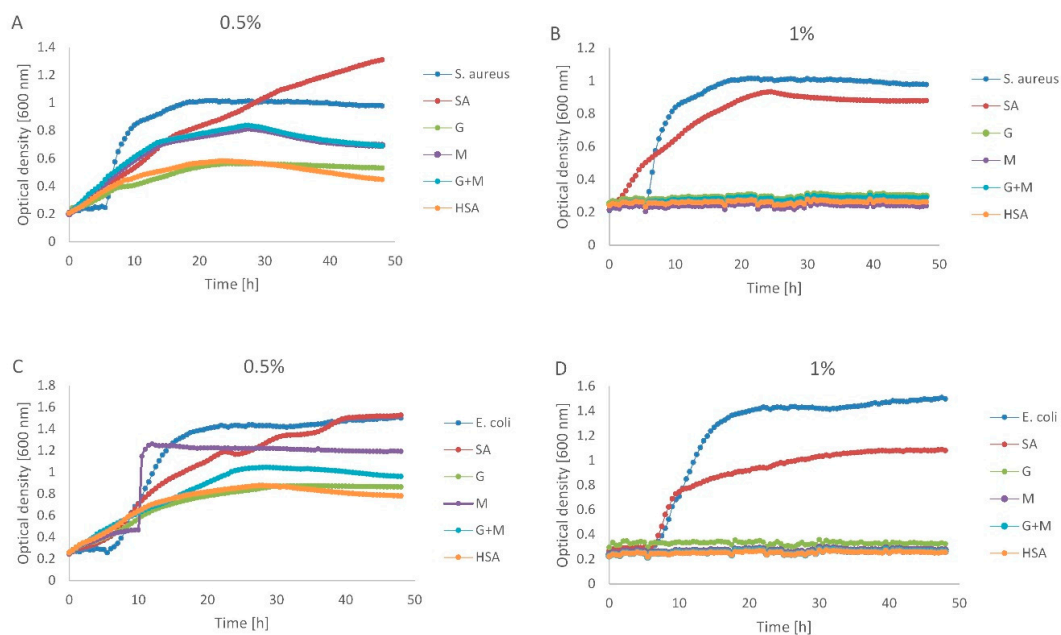 A
0.5%
Optical density [600 nm]
1.4
1.2
1
0.8
0.6
0.4
0.2
0
0 10 20 30 40 50
Time [h]
S. aureus
SA
G
M
G+M
HSA
B
1%
Optical density [600 nm]
1.2
1
0.8
0.6
0.4
0.2
0
0 10 20 30 40 50
Time [h]
S. aureus
SA
G
M
G+M
HSA
C
0.5%
Optical density [600 nm]
1.8
1.6
1.4
1.2
1
0.8
0.6
0.4
0.2
0
0 10 20 30 40 50
Time [h]
E. coli
SA
G
M
G+M
HSA
D
1%
Optical density [600 nm]
1.6
1.4
1.2
1
0.8
0.6
0.4
0.2
0
0 10 20 30 40 50
Time [h]
E. coli
SA
G
M
G+M
HSA